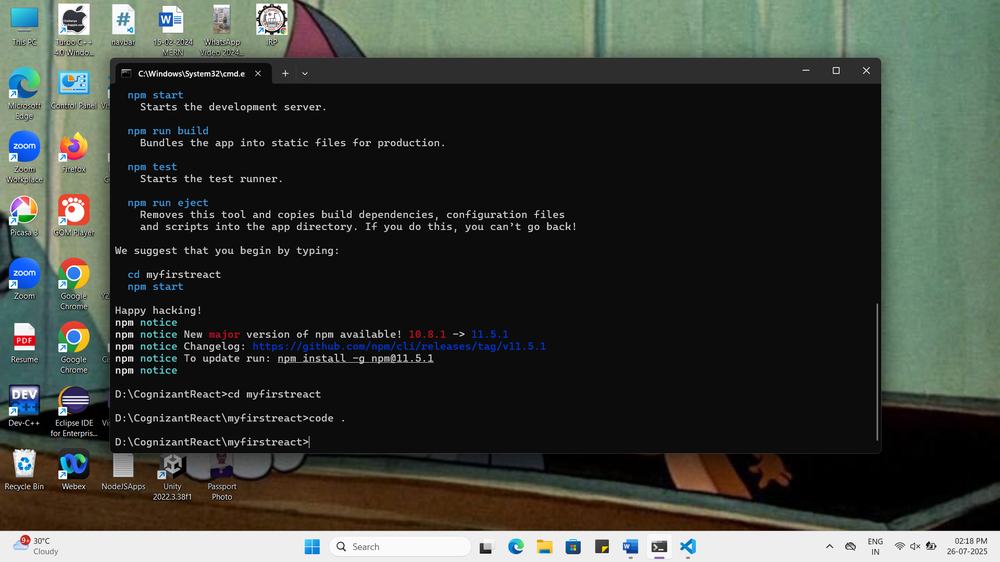 This PC
Turbo C++
4.0 Windo...
navbar
15-02-2024
MERN
WhatsApp
Video 2024...
IRP
Microsoft
Edge
Control Panel
Zoom
Workplace
Firefox
Picasa 3
GOM Player
zoom
Zoom
Google
Chrome
PDF
Resume
Google
Chrome
DEV
C++
Dev-C++
Eclipse IDE
for Enterpris...
Recycle Bin
Webex
NodeJSApps
Unity
2022.3.38f1
Passport
Photo
C:\Windows\System32\cmd.e
npm start
Starts the development server.
npm run build
Bundles the app into static files for production.
npm test
Starts the test runner.
npm run eject
Removes this tool and copies build dependencies, configuration files
and scripts into the app directory. If you do this, you can’t go back!
We suggest that you begin by typing:
cd myfirstreact
npm start
Happy hacking!
npm notice
npm notice New major version of npm available! 10.8.1 -> 11.5.1
npm notice Changelog: https://github.com/npm/cli/releases/tag/v11.5.1
npm notice To update run: npm install -g npm@11.5.1
npm notice
D:\CognizantReact>cd myfirstreact
D:\CognizantReact\myfirstreact>code .
D:\CognizantReact\myfirstreact>
9+
30°C
Cloudy
Search
ENG
IN
02:18 PM
26-07-2025